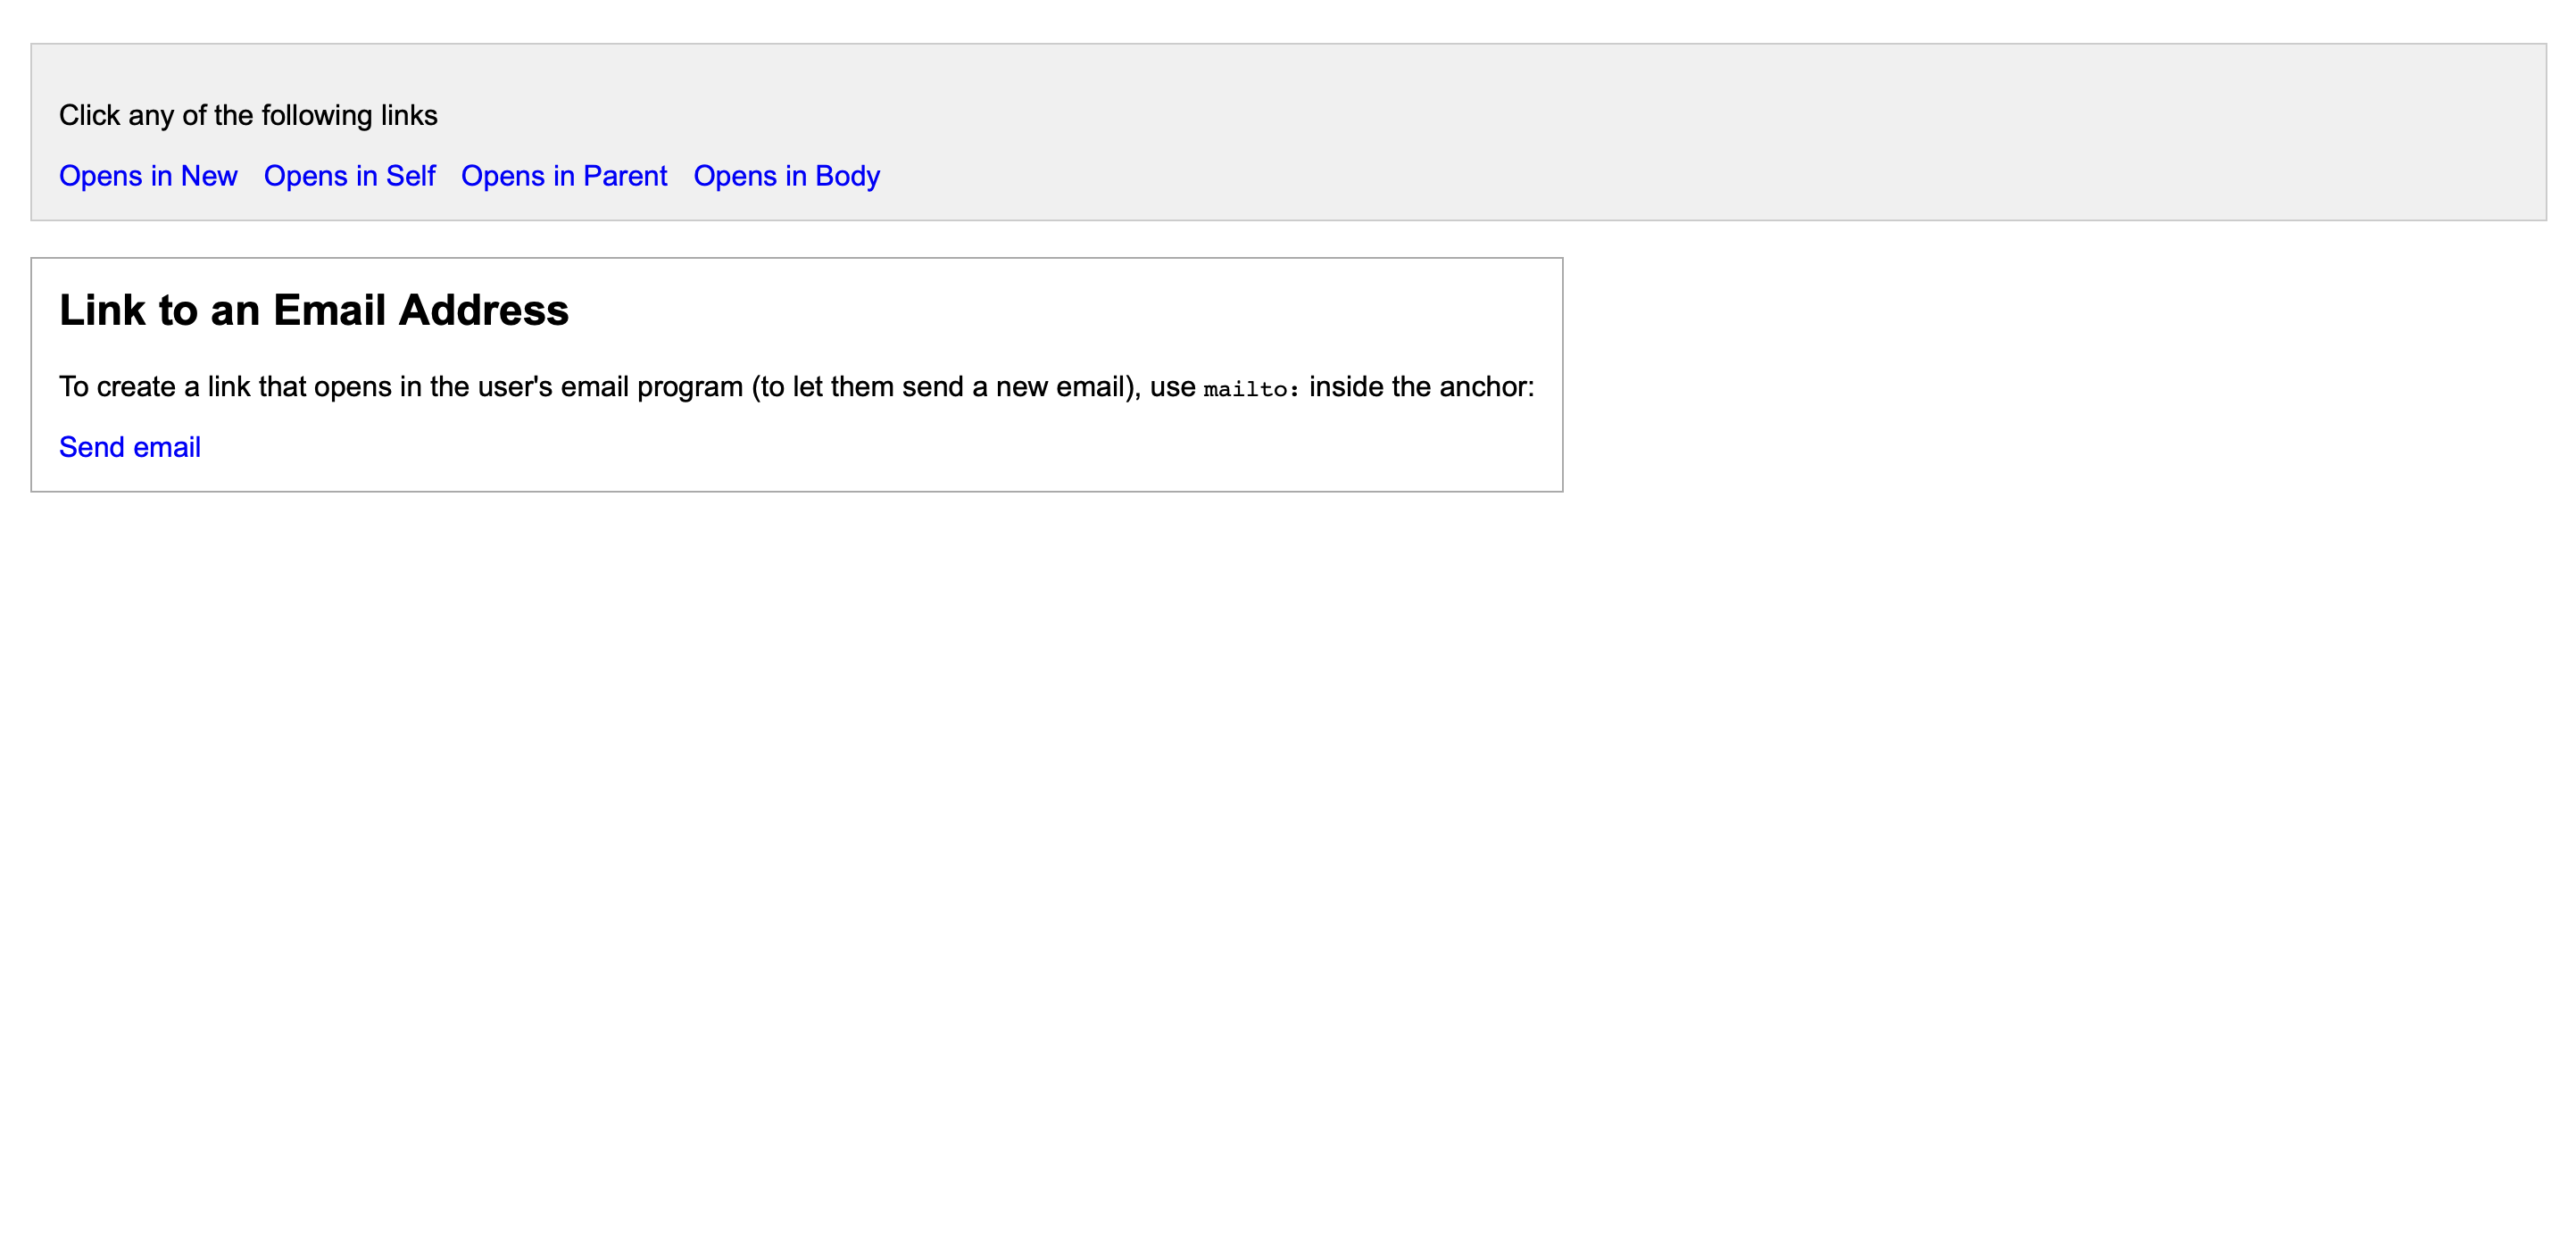 Click any of the following links
Opens in New Opens in Self Opens in Parent Opens in Body
Link to an Email Address
To create a link that opens in the user's email program (to let them send a new email), use mailto: inside the anchor:
Send email